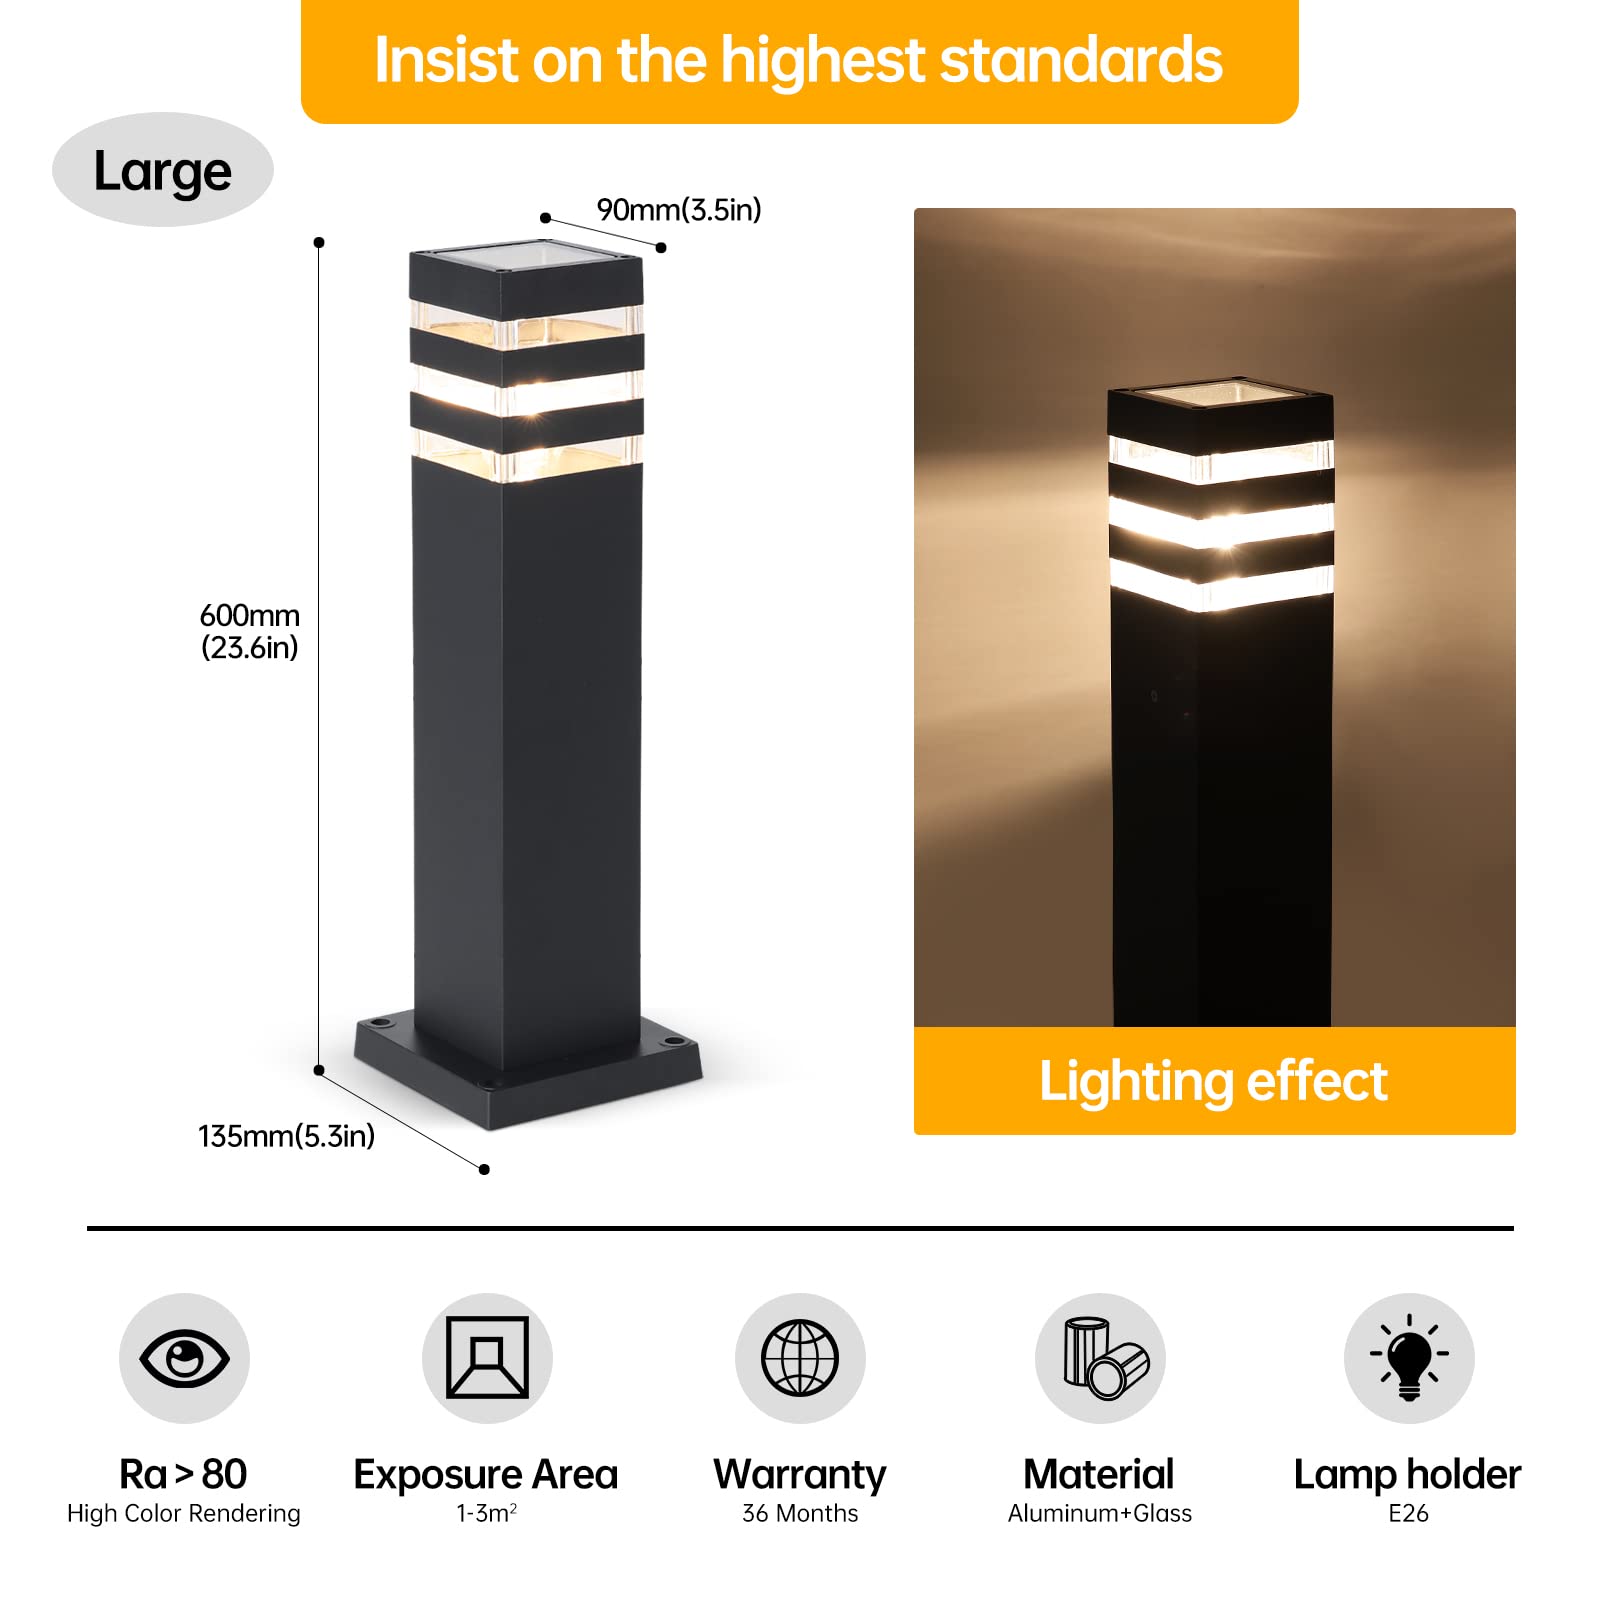 Insist on the highest standards
Large
90mm(3.5in)
600mm
(23.6in)
135mm(5.3in)
Lighting effect
Ra > 80
High Color Rendering
Exposure Area
1-3m²
Warranty
36 Months
Material
Aluminum+Glass
Lamp holder
E26